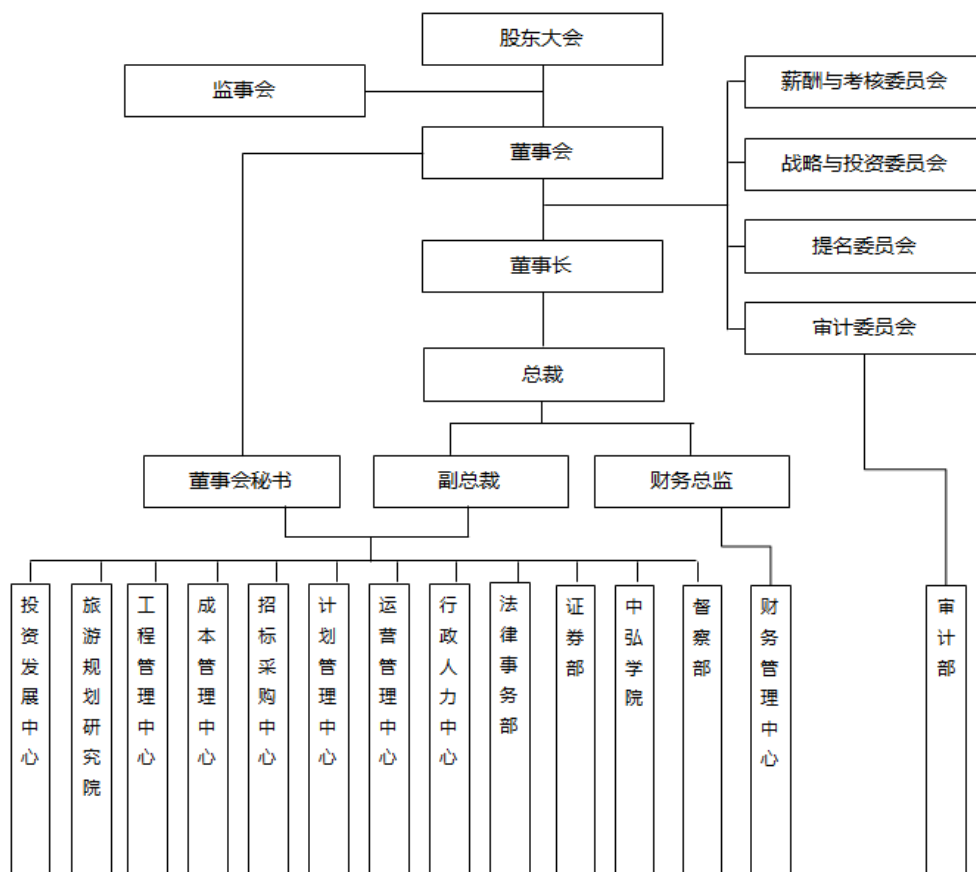 股东大会
监事会
薪酬与考核委员会
董事会
战略与投资委员会
提名委员会
董事长
审计委员会
总裁
董事会秘书
副总裁
财务总监
投资发展中心
旅游规划研究院
工程管理中心
成本管理中心
招标采购中心
计划管理中心
运营管理中心
行政人力中心
法律事务部
证券部
中弘学院
督察部
财务管理中心
审计部